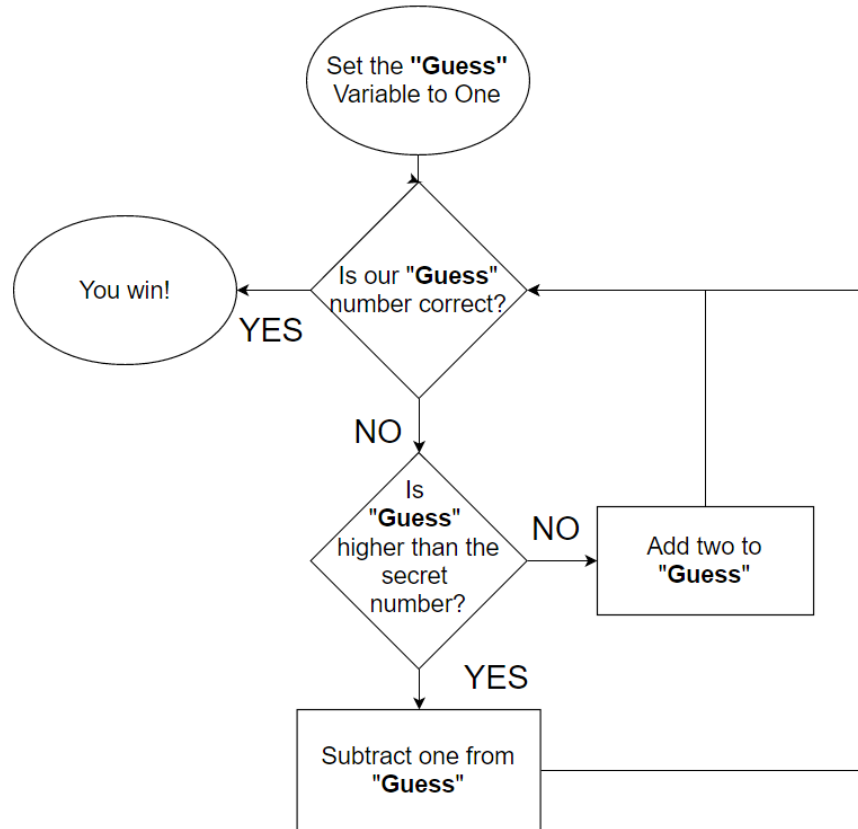 Set the "Guess"
Variable to One
You win!
Is our "Guess"
number correct?
YES
NO
Is
"Guess"
higher than the
secret
number?
NO
Add two to
"Guess"
YES
Subtract one from
"Guess"